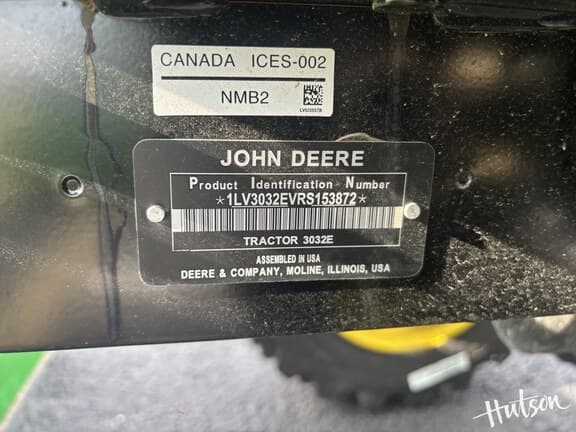 CANADA ICES-002
NMB2
JOHN DEERE
Product Identification Number
*1LV3032EVRS153872*
TRACTOR 3032E
ASSEMBLED IN USA
DEERE & COMPANY, MOLINE, ILLINOIS, USA
Hutson